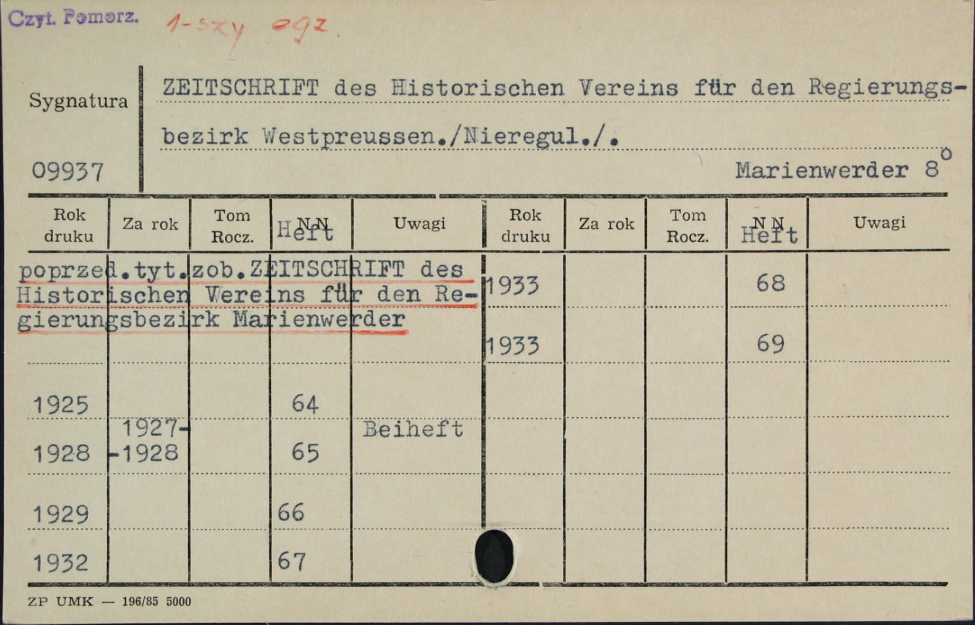 Czyt. Pomorz. 1-szy egz.
Sygnatura
09937
ZEITSCHRIFT des Historischen Vereins für den Regierungs-
bezirk Westpreussen./Nieregul./.
Marienwerder 8°
Rok druku Za rok Tom Rocz. N N Heft Uwagi Rok druku Za rok Tom Rocz. N N Heft Uwagi
poprzed.tyt.zob.ZEITSCHRIFT des
Historischen Vereins für den Re-
gierungsbezirk Marienwerder
1925 64
1928 1927-
-1928 65 Beiheft
1929 66
1932 67
1933 68
1933 69
ZP UMK — 196/85 5000